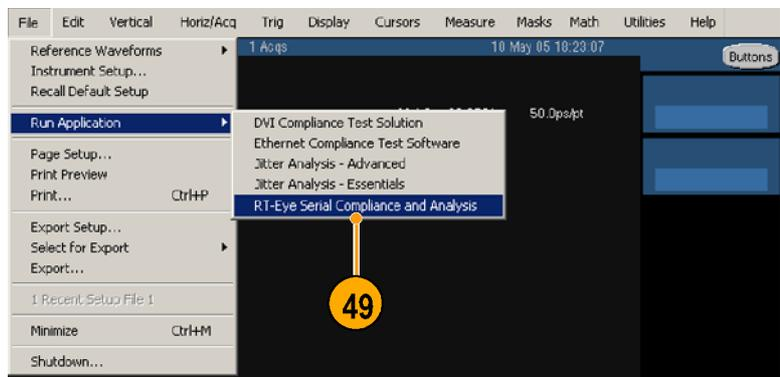 File Edit Vertical Horiz/Acq Trig Display Cursors Measure Masks Math Utilities Help
1 Acqs 10 May 05 18:23:07
Buttons
Reference Waveforms
Instrument Setup...
Recall Default Setup
50.0ps/pt
Run Application
DVI Compliance Test Solution
Ethernet Compliance Test Software
Jitter Analysis - Advanced
Jitter Analysis - Essentials
RT-Eye Serial Compliance and Analysis
Page Setup...
Print Preview
Print... Ctrl+P
Export Setup...
Select for Export
Export...
1 Recent Setup File 1
Minimize Ctrl+M
Shutdown...
49